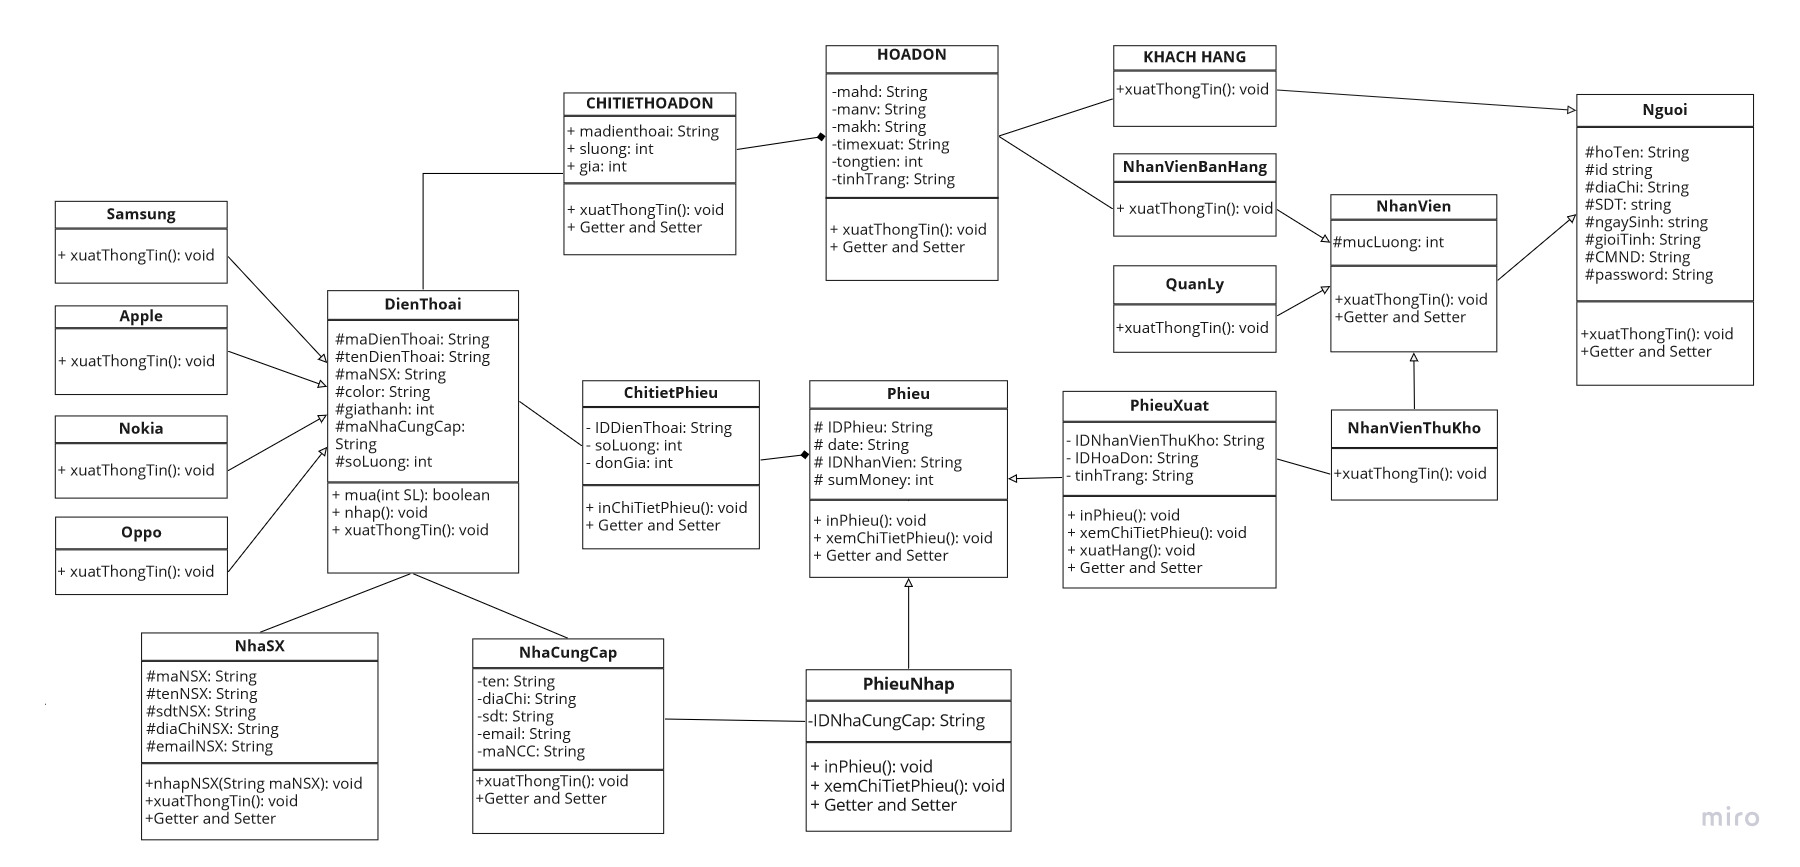 HOADON
-mahd: String
-manv: String
-makh: String
-timexuat: String
-tongtien: int
-tinhTrang: String
+ xuatThongTin(): void
+ Getter and Setter
KHACH HANG
+xuatThongTin(): void
CHITIETHOADON
+ madienthoai: String
+ sluong: int
+ gia: int
+ xuatThongTin(): void
+ Getter and Setter
Nguoi
#hoTen: String
#id string
#diaChi: String
#SDT: string
#ngaySinh: string
#gioiTinh: String
#CMND: String
#password: String
+xuatThongTin(): void
+Getter and Setter
NhanVienBanHang
+ xuatThongTin(): void
NhanVien
#mucLuong: int
+xuatThongTin(): void
+Getter and Setter
QuanLy
+xuatThongTin(): void
Samsung
+ xuatThongTin(): void
Apple
+ xuatThongTin(): void
Nokia
+ xuatThongTin(): void
Oppo
+ xuatThongTin(): void
DienThoai
#maDienThoai: String
#tenDienThoai: String
#maNSX: String
#color: String
#giathanh: int
#maNhaCungCap:
String
#soLuong: int
+ mua(int SL): boolean
+ nhap(): void
+ xuatThongTin(): void
ChitietPhieu
- IDDienThoai: String
- soLuong: int
- donGia: int
+ inChiTietPhieu(): void
+ Getter and Setter
Phieu
# IDPhieu: String
# date: String
# IDNhanVien: String
# sumMoney: int
+ inPhieu(): void
+ xemChiTietPhieu(): void
+ Getter and Setter
PhieuXuat
- IDNhanVienThuKho: String
- IDHoaDon: String
- tinhTrang: String
+ inPhieu(): void
+ xemChiTietPhieu(): void
+ xuatHang(): void
+ Getter and Setter
NhanVienThuKho
+xuatThongTin(): void
NhaSX
#maNSX: String
#tenNSX: String
#sdtNSX: String
#diaChiNSX: String
#emailNSX: String
+nhapNSX(String maNSX): void
+xuatThongTin(): void
+Getter and Setter
NhaCungCap
-ten: String
-diaChi: String
-sdt: String
-email: String
-maNCC: String
+xuatThongTin(): void
+Getter and Setter
PhieuNhap
-IDNhaCungCap: String
+ inPhieu(): void
+ xemChiTietPhieu(): void
+ Getter and Setter
miro